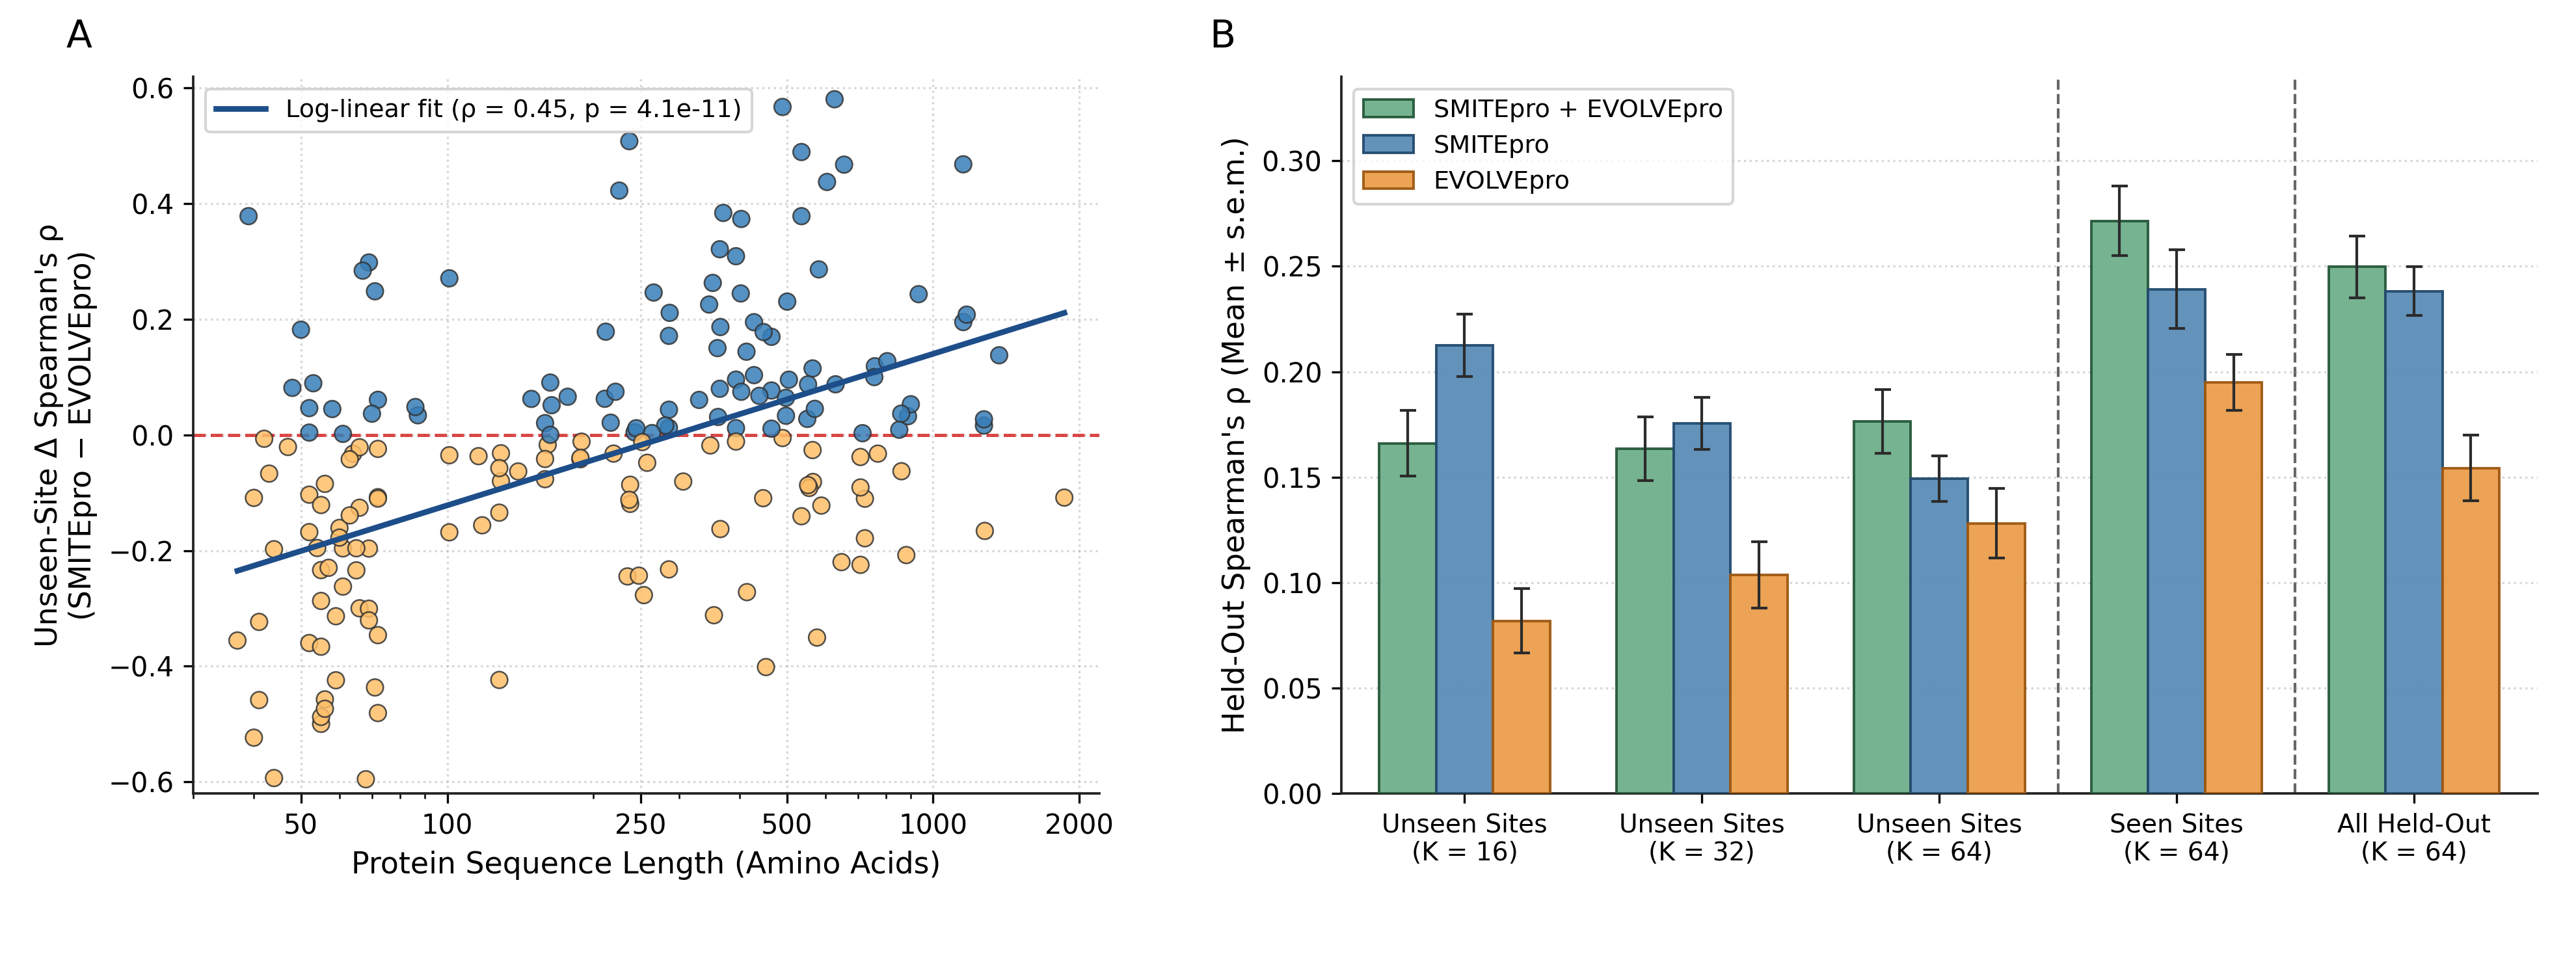 A
0.6
0.4
0.2
0.0
−0.2
−0.4
−0.6
Unseen-Site Δ Spearman's ρ
(SMITEpro − EVOLVEpro)
Log-linear fit (ρ = 0.45, p = 4.1e-11)
50
100
250
500
1000
2000
Protein Sequence Length (Amino Acids)
B
0.30
0.25
0.20
0.15
0.10
0.05
0.00
Held-Out Spearman's ρ (Mean ± s.e.m.)
SMITEpro + EVOLVEpro
SMITEpro
EVOLVEpro
Unseen Sites
(K = 16)
Unseen Sites
(K = 32)
Unseen Sites
(K = 64)
Seen Sites
(K = 64)
All Held-Out
(K = 64)